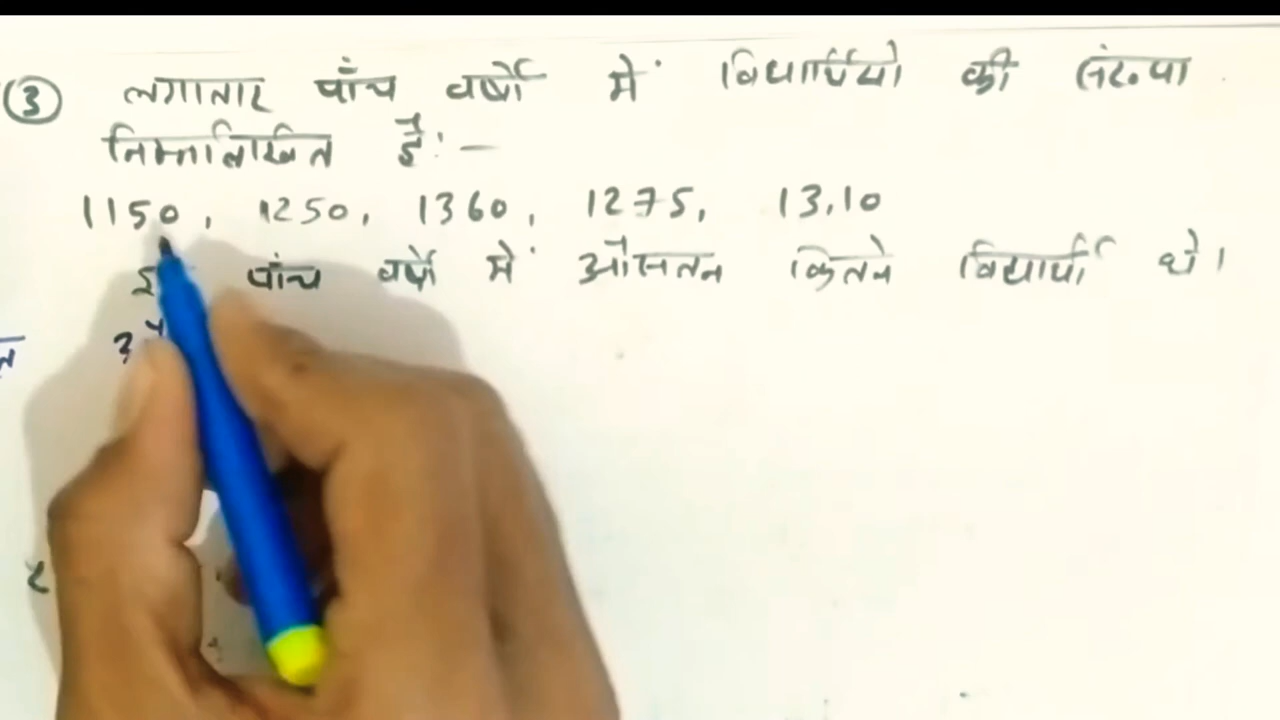 ③ लगातार पाँच वर्षो में विधार्थियो की संख्या
निम्नलिखित है:-
1150, 1250, 1360, 1275, 1310
पांच वर्षो में औसतन कितने विद्यार्थी थे।